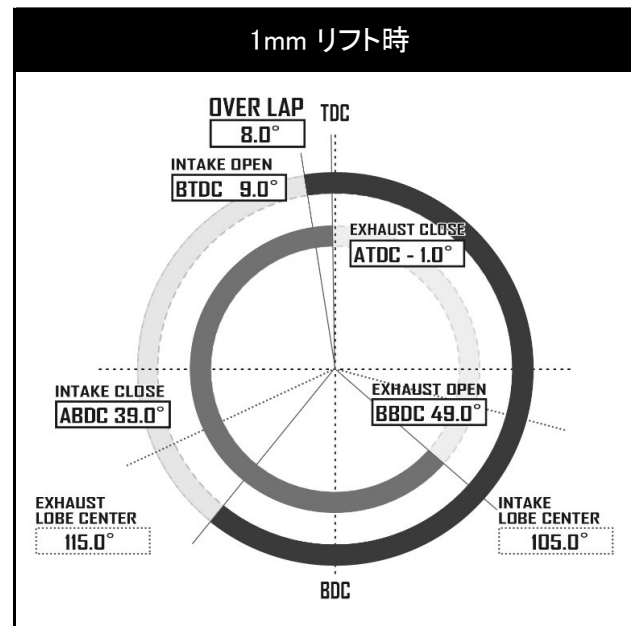 1mm リフト時
OVER LAP
8.0°
TDC
INTAKE OPEN
BTDC 9.0°
EXHAUST CLOSE
ATDC - 1.0°
INTAKE CLOSE
ABDC 39.0°
EXHAUST OPEN
BBDC 49.0°
EXHAUST
LOBE CENTER
115.0°
INTAKE
LOBE CENTER
105.0°
BDC